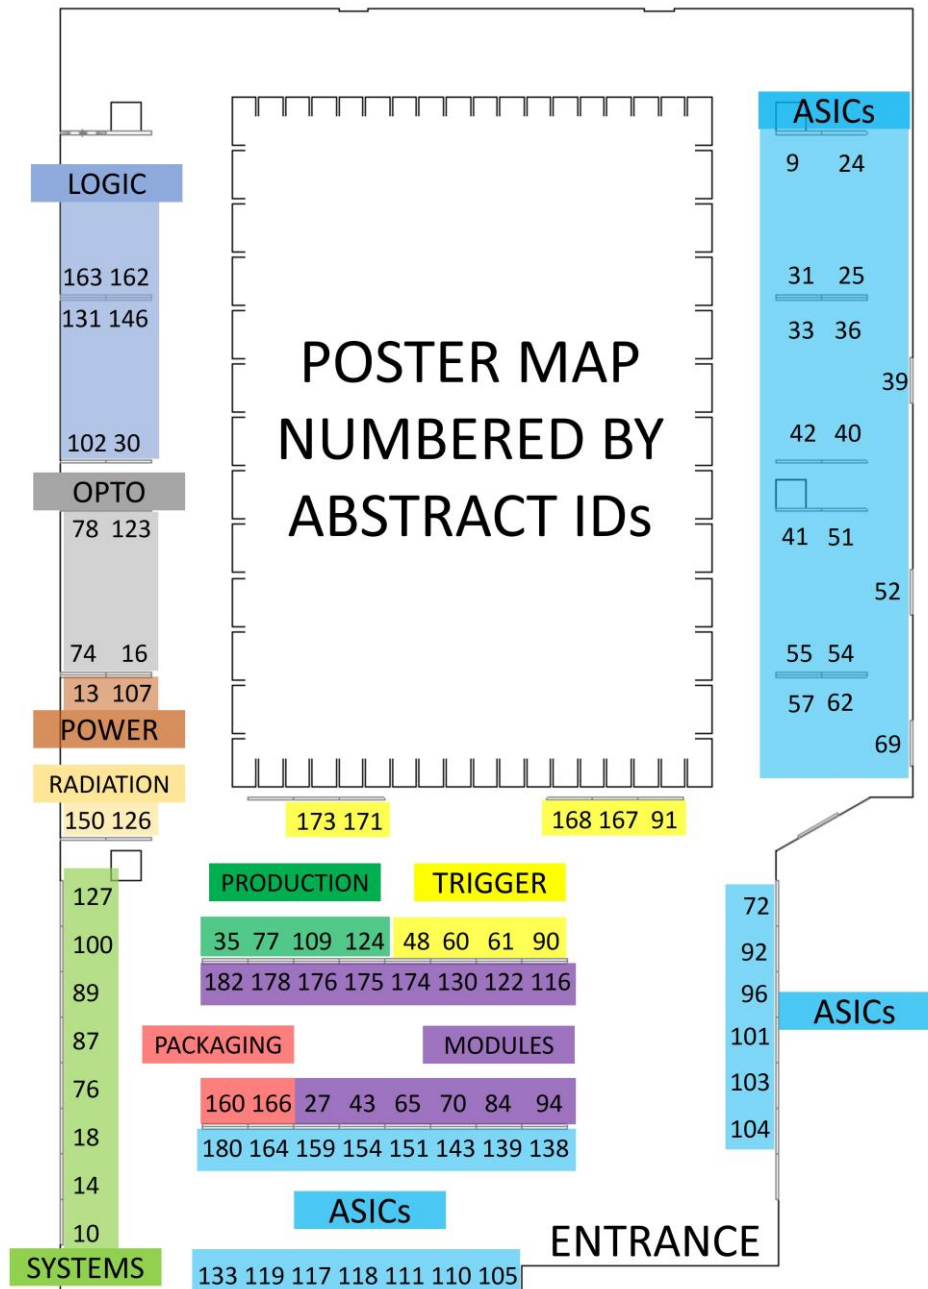 ASICs
9 24
LOGIC
163 162
31 25
131 146
33 36
POSTER MAP
39
NUMBERED BY
102 30
42 40
OPTO
ABSTRACT IDs
78 123
41 51
52
74 16
55 54
13 107
57 62
POWER
69
RADIATION
150 126
173 171
168 167 91
PRODUCTION
TRIGGER
127
72
35 77 109 124
48 60 61 90
100
92
182 178 176 175 174 130 122 116
89
96
ASICs
87
PACKAGING
MODULES
101
76
160 166 27 43 65 70 84 94
103
18
180 164 159 154 151 143 139 138
104
14
ASICs
10
ENTRANCE
SYSTEMS
133 119 117 118 111 110 105